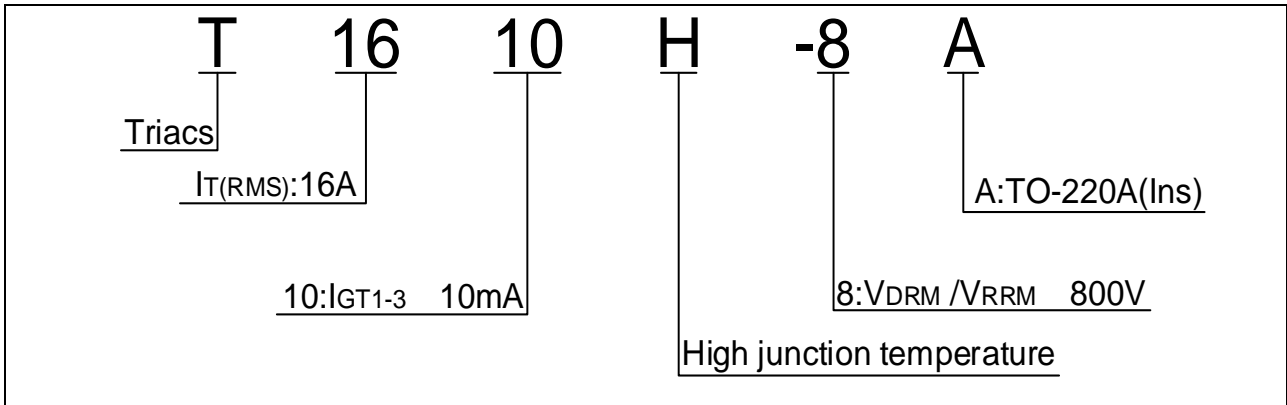 T 16 10 H -8 A
Triacs
IT(RMS):16A
A:TO-220A(Ins)
10:IGT1-3 10mA
8:VDRM /VRRM 800V
High junction temperature